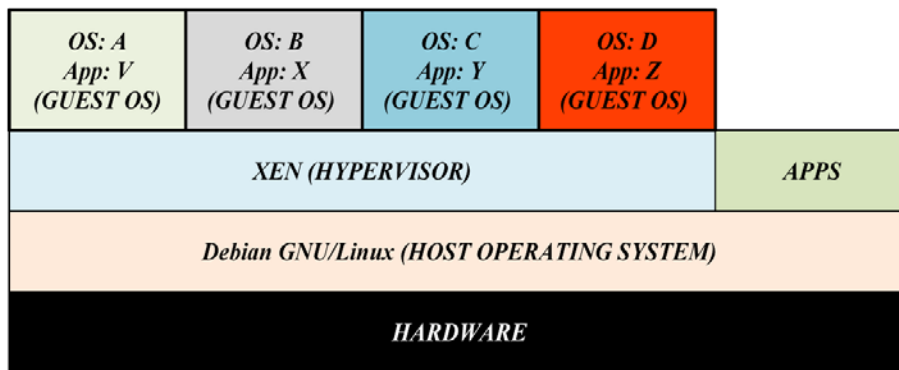 OS: A
App: V
(GUEST OS)
OS: B
App: X
(GUEST OS)
OS: C
App: Y
(GUEST OS)
OS: D
App: Z
(GUEST OS)
XEN (HYPERVISOR)
APPS
Debian GNU/Linux (HOST OPERATING SYSTEM)
HARDWARE